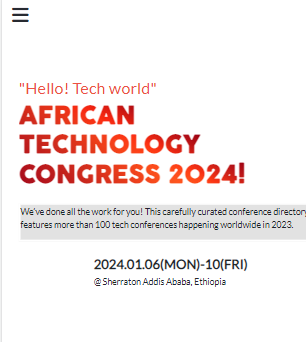 "Hello! Tech world"
AFRICAN
TECHNOLOGY
CONGRESS 2024!
We've done all the work for you! This carefully curated conference directory
features more than 100 tech conferences happening worldwide in 2023.
2024.01.06(MON)-10(FRI)
@ Sherraton Addis Ababa, Ethiopia